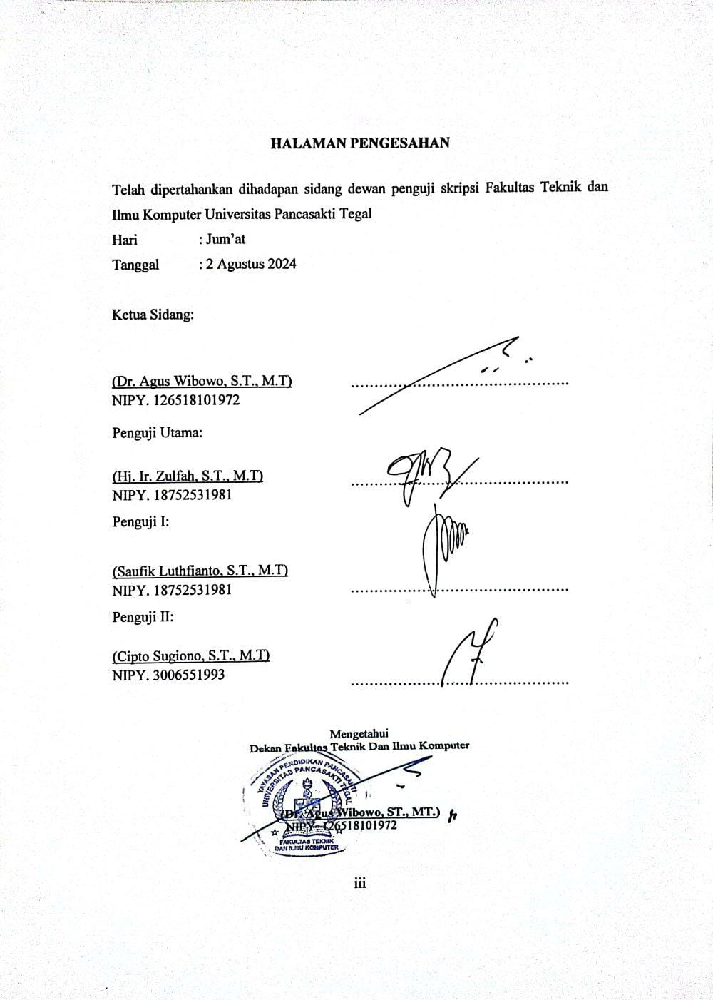 HALAMAN PENGESAHAN
Telah dipertahankan dihadapan sidang dewan penguji skripsi Fakultas Teknik dan
Ilmu Komputer Universitas Pancasakti Tegal
Hari : Jum'at
Tanggal : 2 Agustus 2024
Ketua Sidang:
(Dr. Agus Wibowo, S.T., M.T)
NIPY. 126518101972
Penguji Utama:
(Hj. Ir. Zulfah, S.T., M.T)
NIPY. 18752531981
Penguji I:
(Saufik Luthfianto, S.T., M.T)
NIPY. 18752531981
Penguji II:
(Cipto Sugiono, S.T., M.T)
NIPY. 3006551993
Mengetahui
Dekan Fakultas Teknik Dan Ilmu Komputer
YAYASAN PENDIDIKAN PANCASAKTI
UNIVERSITAS PANCASAKTI TEGAL
(Dr. Agus Wibowo, ST., MT.)
NIPY. 126518101972
FAKULTAS TEKNIK
DAN ILMU KOMPUTER
iii